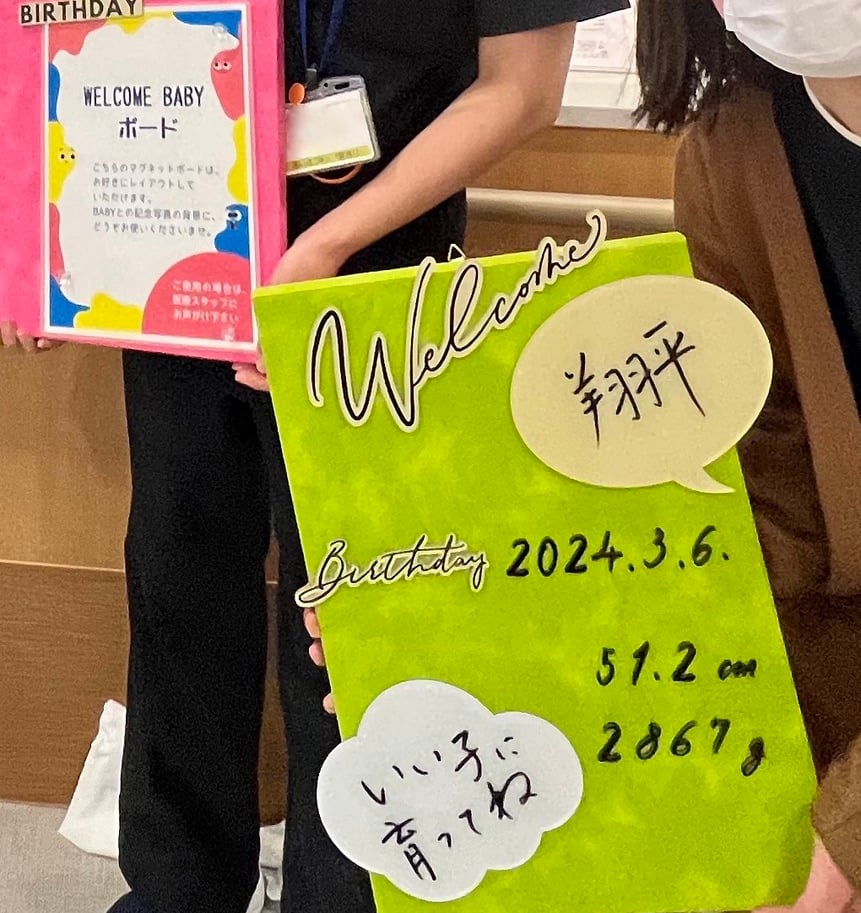 BIRTHDAY
WELCOME BABY
ボード
こちらのマグネットボードは、
お好きにレイアウトして
いただけます。
BABYとの記念写真の背景に、
どうぞお使いくださいませ。
ご使用の場合は、
医療スタッフに
お声がけ下さい
Welcome
翔平
Birthday 2024.3.6.
51.2 cm
2867 g
いい子に
育ってね